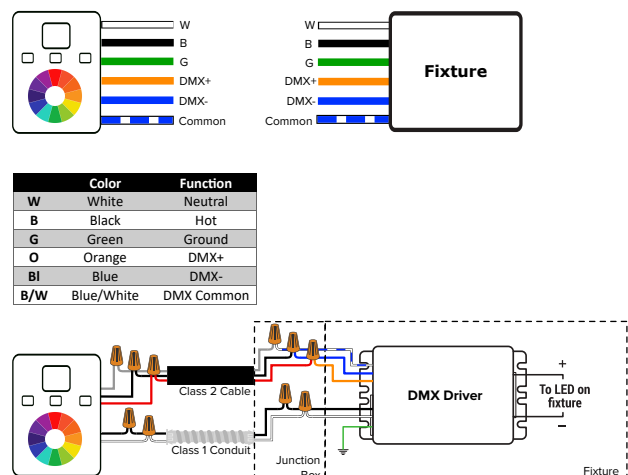 W
B
G
DMX+
DMX-
Common
W
B
G
DMX+
DMX-
Common
Fixture
Color Function
W White Neutral
B Black Hot
G Green Ground
O Orange DMX+
Bl Blue DMX-
B/W Blue/White DMX Common
Class 2 Cable
Class 1 Conduit
Junction
Box
DMX Driver
+
To LED on
fixture
–
Fixture